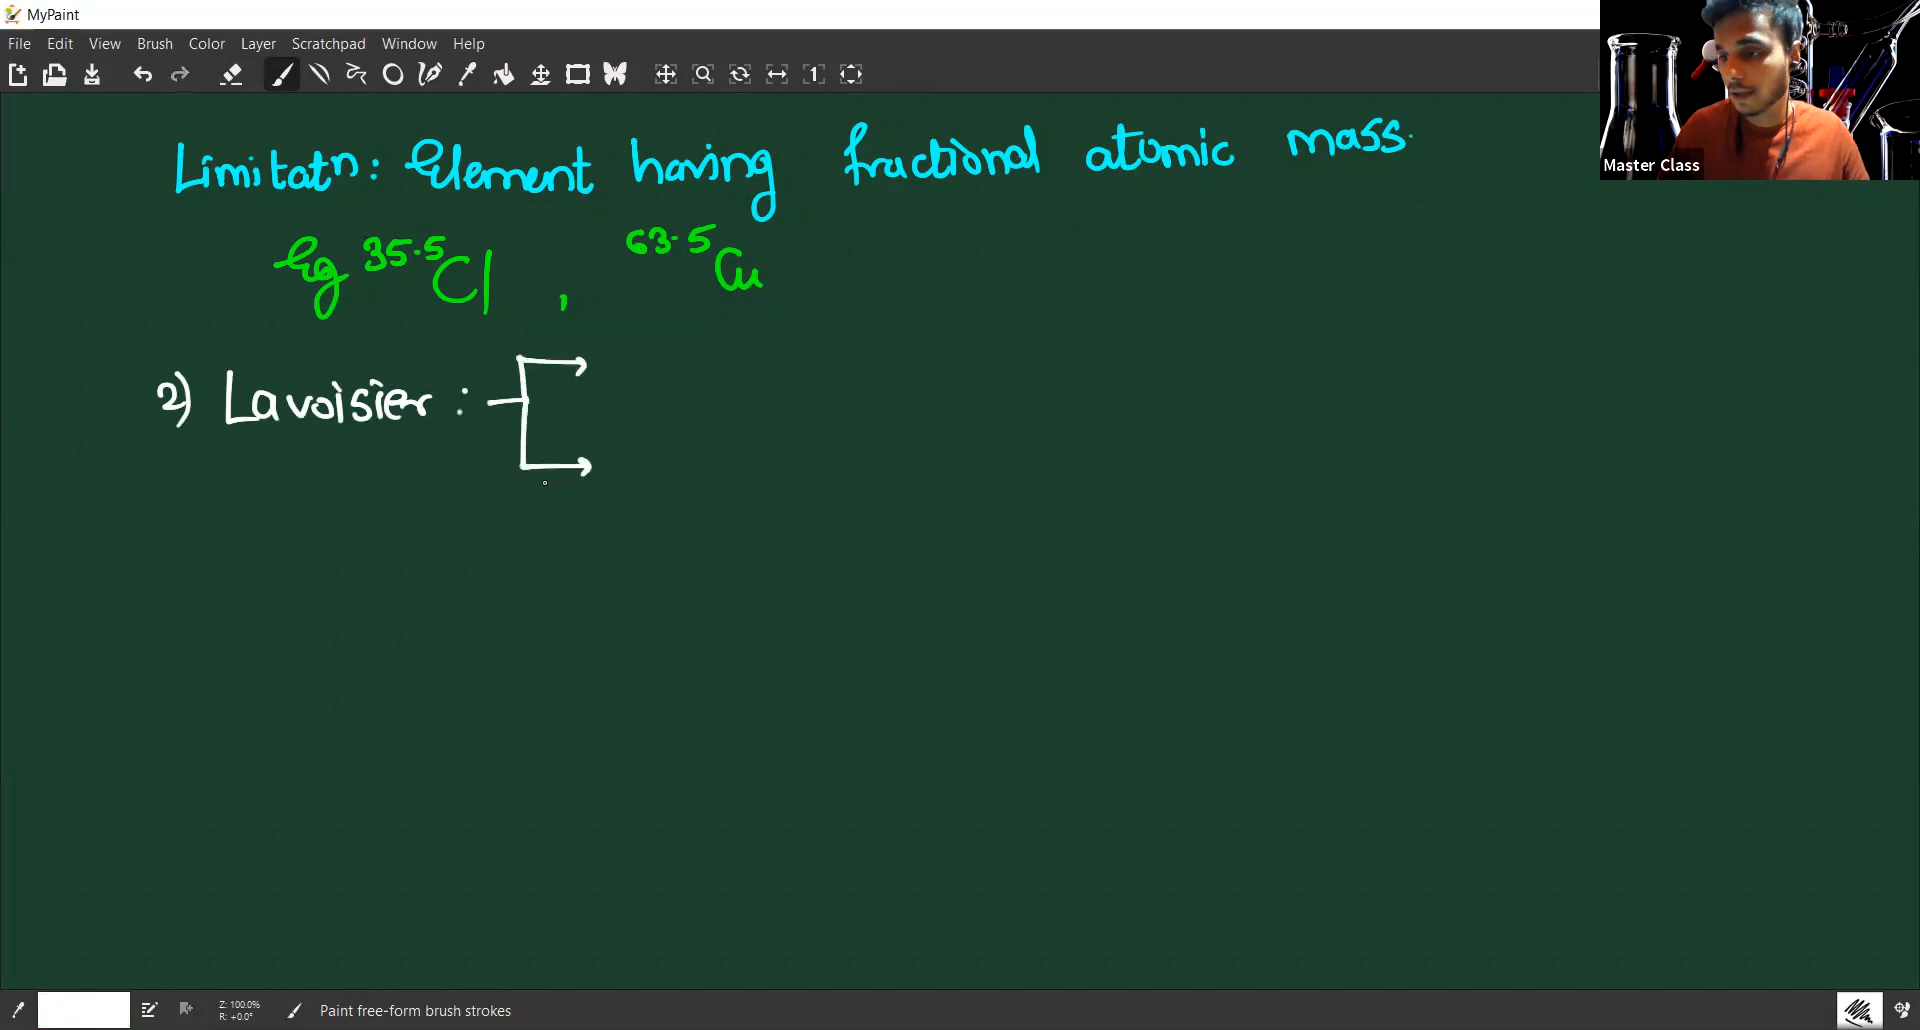 MyPaint
File Edit View Brush Color Layer Scratchpad Window Help
Master Class
Limitatⁿ: Element having fractional atomic mass.
Eg ³⁵·⁵Cl , ⁶³·⁵Cu
2) Lavoisier :
Z: 100.0%
R: +0.0°
Paint free-form brush strokes